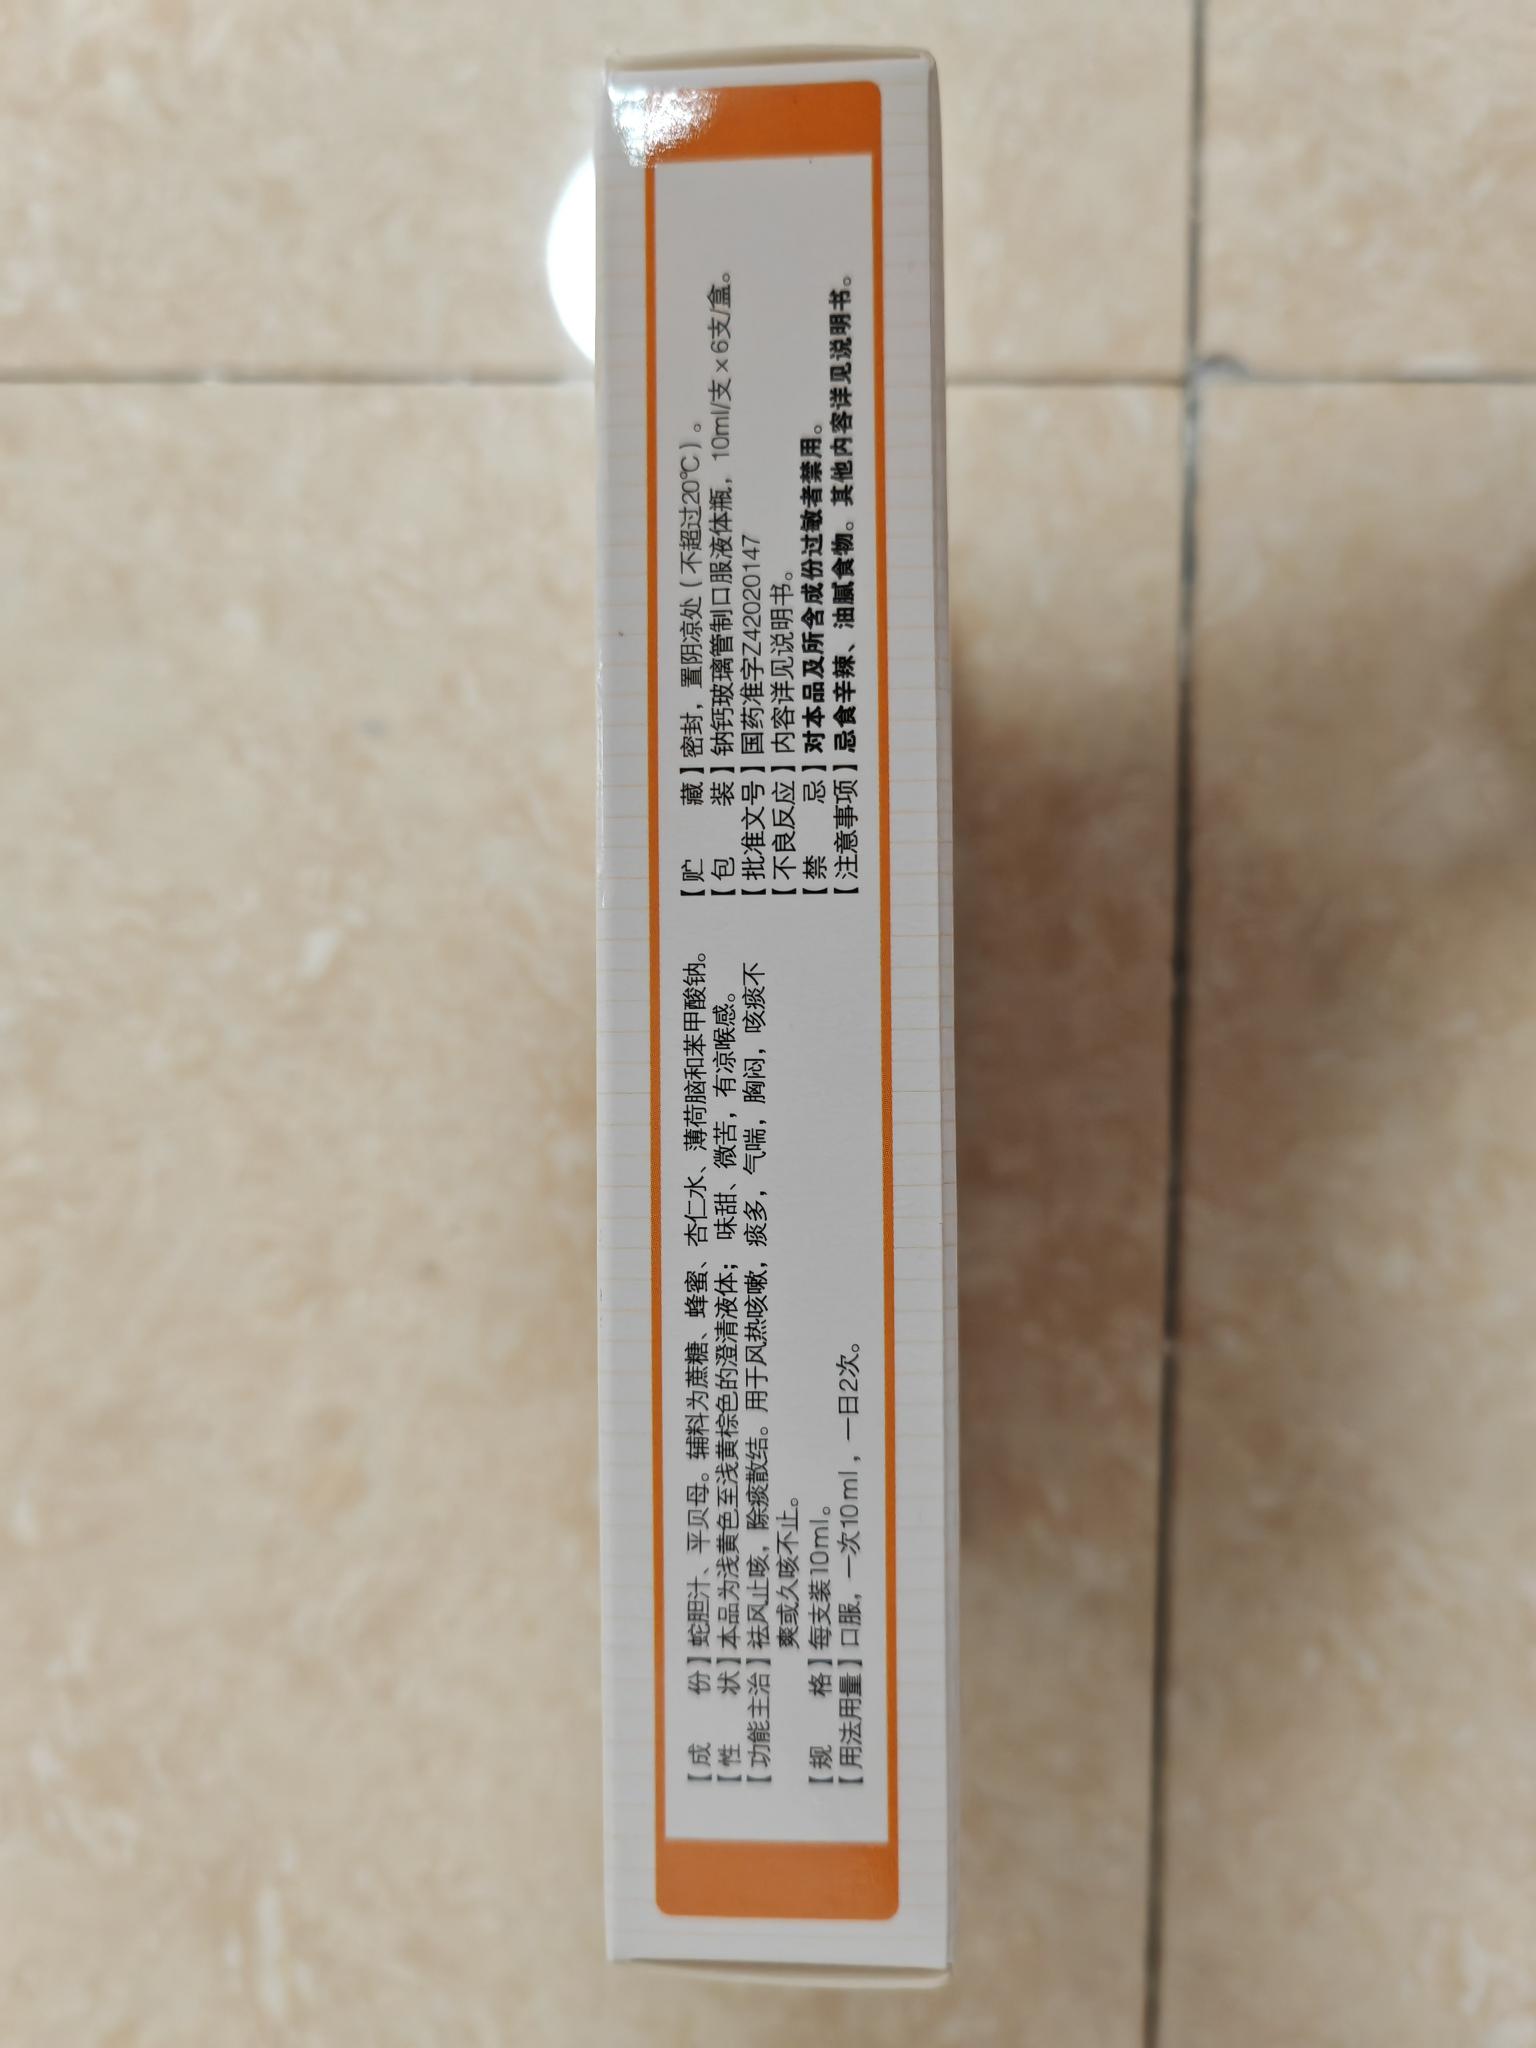 【成　　份】蛇胆汁、平贝母。辅料为蔗糖、蜂蜜、杏仁水、薄荷脑和苯甲酸钠。
【性　　状】本品为浅黄色至浅黄棕色的澄清液体；味甜、微苦，有凉喉感。
【功能主治】祛风止咳，除痰散结。用于风热咳嗽，痰多，气喘，胸闷，咳痰不
爽或久咳不止。
【规　　格】每支装10ml。
【用法用量】口服，一次10ml，一日2次。
【贮　　藏】密封，置阴凉处（不超过20℃）。
【包　　装】钠钙玻璃管制口服液体瓶，10ml/支×6支/盒。
【批准文号】国药准字Z42020147
【不良反应】内容详见说明书。
【禁　　忌】对本品及所含成份过敏者禁用。
【注意事项】忌食辛辣、油腻食物。其他内容详见说明书。